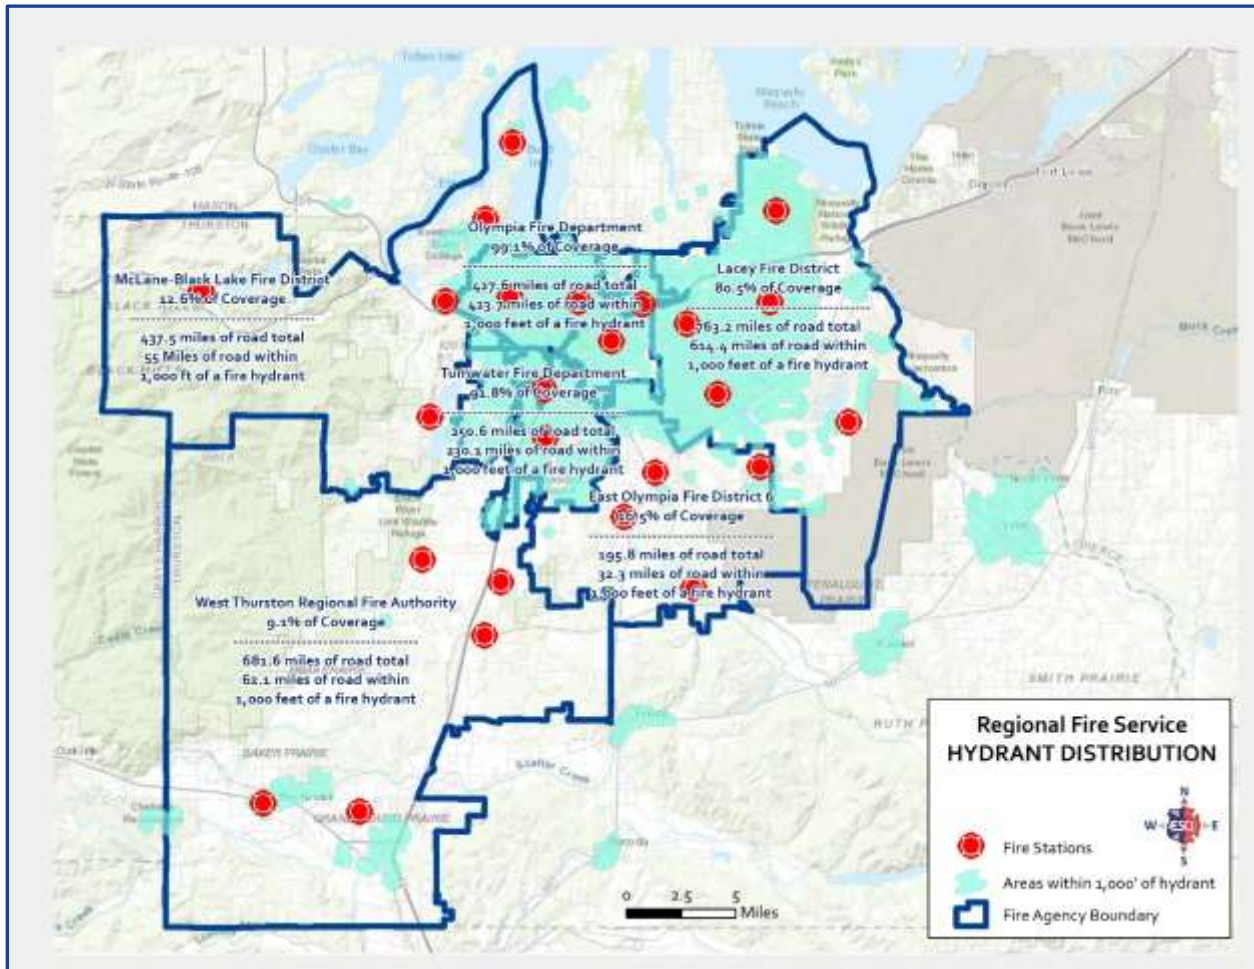 MASON
THURSTON
Olympia Fire Department
99.1% of Coverage
417.6 miles of road total
413.7 miles of road within
1,000 feet of a fire hydrant
McLane-Black Lake Fire District
12.6% of Coverage
437.5 miles of road total
55 Miles of road within
1,000 ft of a fire hydrant
Lacey Fire District
80.5% of Coverage
763.2 miles of road total
614.4 miles of road within
1,000 feet of a fire hydrant
Tumwater Fire Department
91.8% of Coverage
250.6 miles of road total
230.1 miles of road within
1,000 feet of a fire hydrant
East Olympia Fire District 6
16.5% of Coverage
195.8 miles of road total
32.3 miles of road within
1,000 feet of a fire hydrant
West Thurston Regional Fire Authority
9.1% of Coverage
681.6 miles of road total
62.1 miles of road within
1,000 feet of a fire hydrant
SMITH PRAIRIE
BAKER PRAIRIE
Scatter Creek
Regional Fire Service
HYDRANT DISTRIBUTION
N
W ESCI E
S
Fire Stations
Areas within 1,000' of hydrant
Fire Agency Boundary
0 2.5 5
Miles